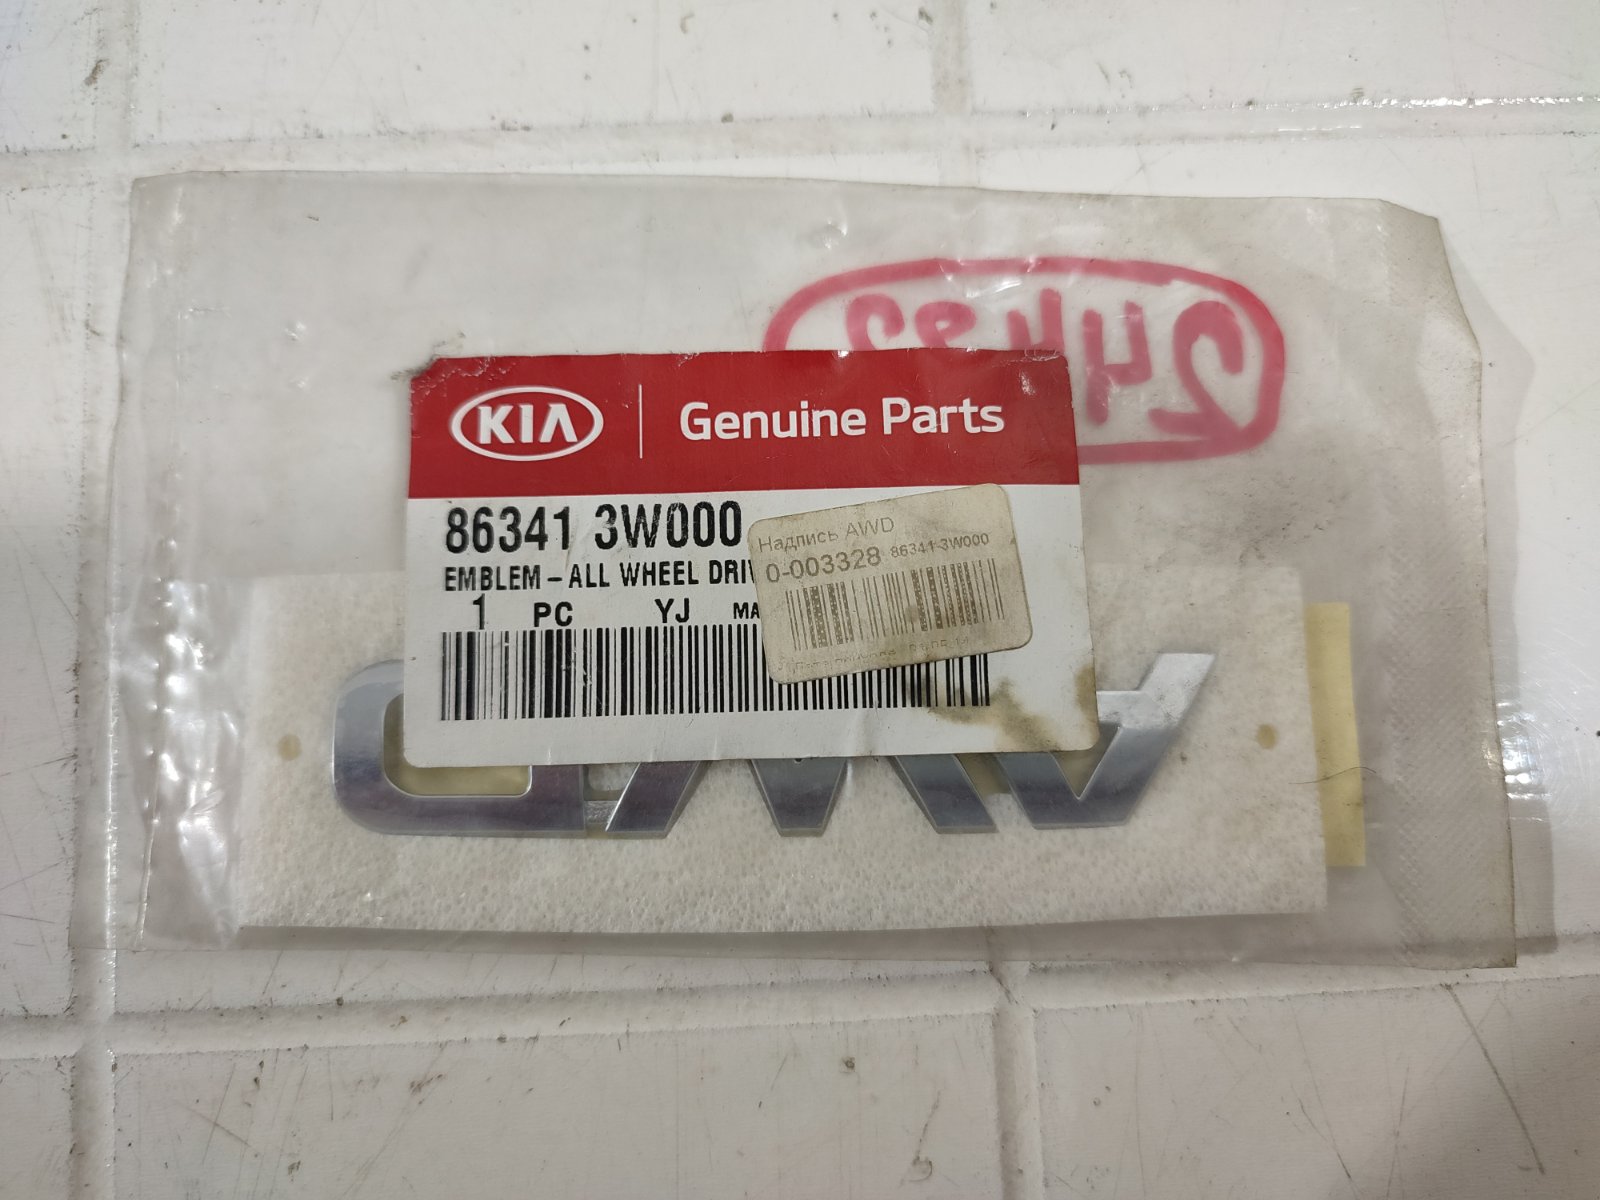 24492
KIA Genuine Parts
86341 3W000
EMBLEM - ALL WHEEL DRIV
1 PC YJ MA
Надпись AWD
0-003328 86341-3W000
AWD